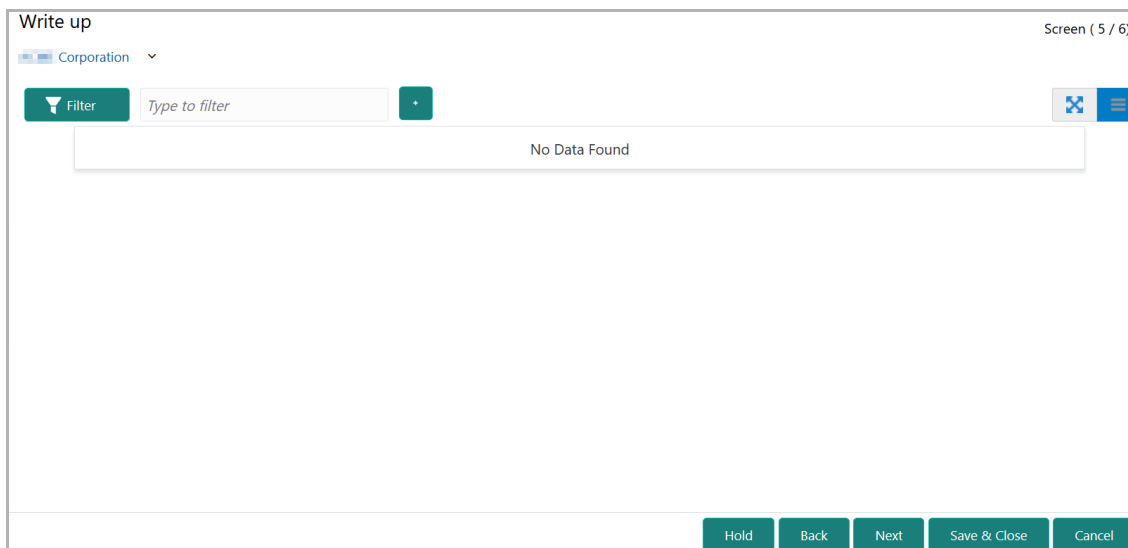 Write up
Screen ( 5 / 6)
Corporation
Filter
Type to filter
+
No Data Found
Hold
Back
Next
Save & Close
Cancel